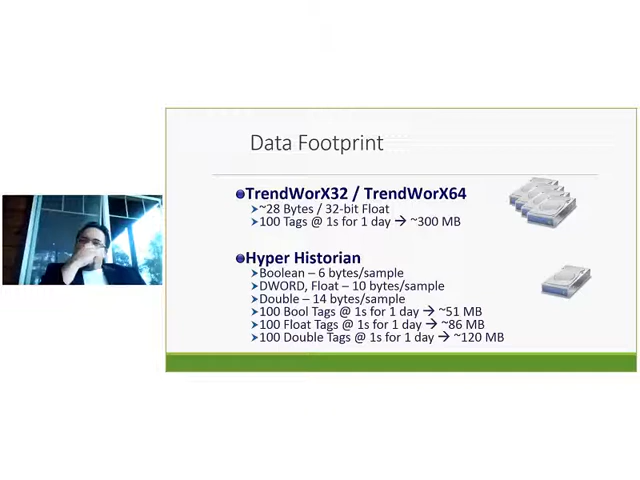 Data Footprint
TrendWorX32 / TrendWorX64
~28 Bytes / 32-bit Float
100 Tags @ 1s for 1 day → ~300 MB
Hyper Historian
Boolean – 6 bytes/sample
DWORD, Float – 10 bytes/sample
Double – 14 bytes/sample
100 Bool Tags @ 1s for 1 day → ~51 MB
100 Float Tags @ 1s for 1 day → ~86 MB
100 Double Tags @ 1s for 1 day → ~120 MB